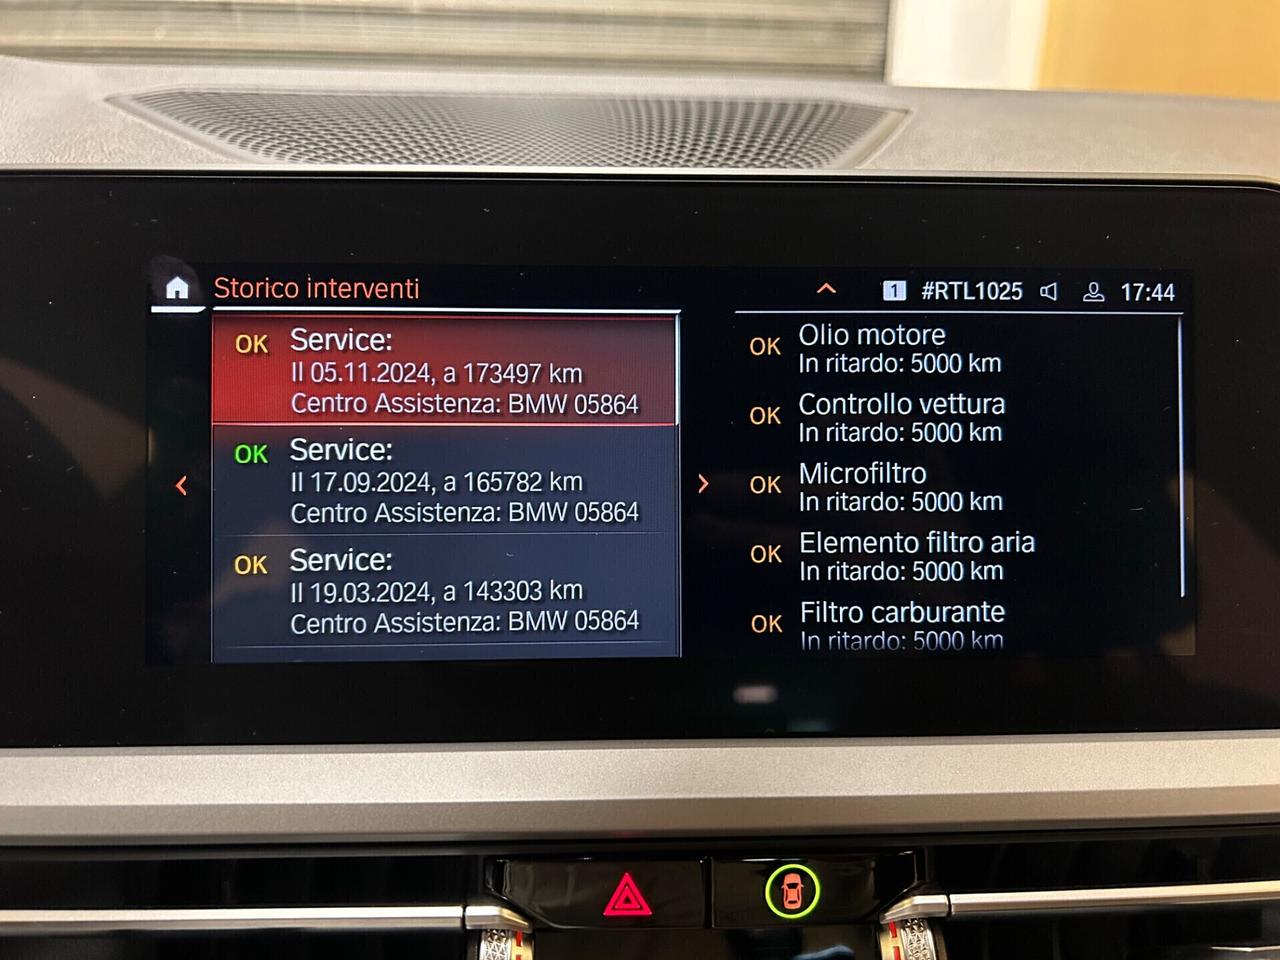 Storico interventi
1 #RTL1025 17:44
OK Service:
Il 05.11.2024, a 173497 km
Centro Assistenza: BMW 05864
OK Service:
Il 17.09.2024, a 165782 km
Centro Assistenza: BMW 05864
OK Service:
Il 19.03.2024, a 143303 km
Centro Assistenza: BMW 05864
OK Olio motore
In ritardo: 5000 km
OK Controllo vettura
In ritardo: 5000 km
OK Microfiltro
In ritardo: 5000 km
OK Elemento filtro aria
In ritardo: 5000 km
OK Filtro carburante
In ritardo: 5000 km